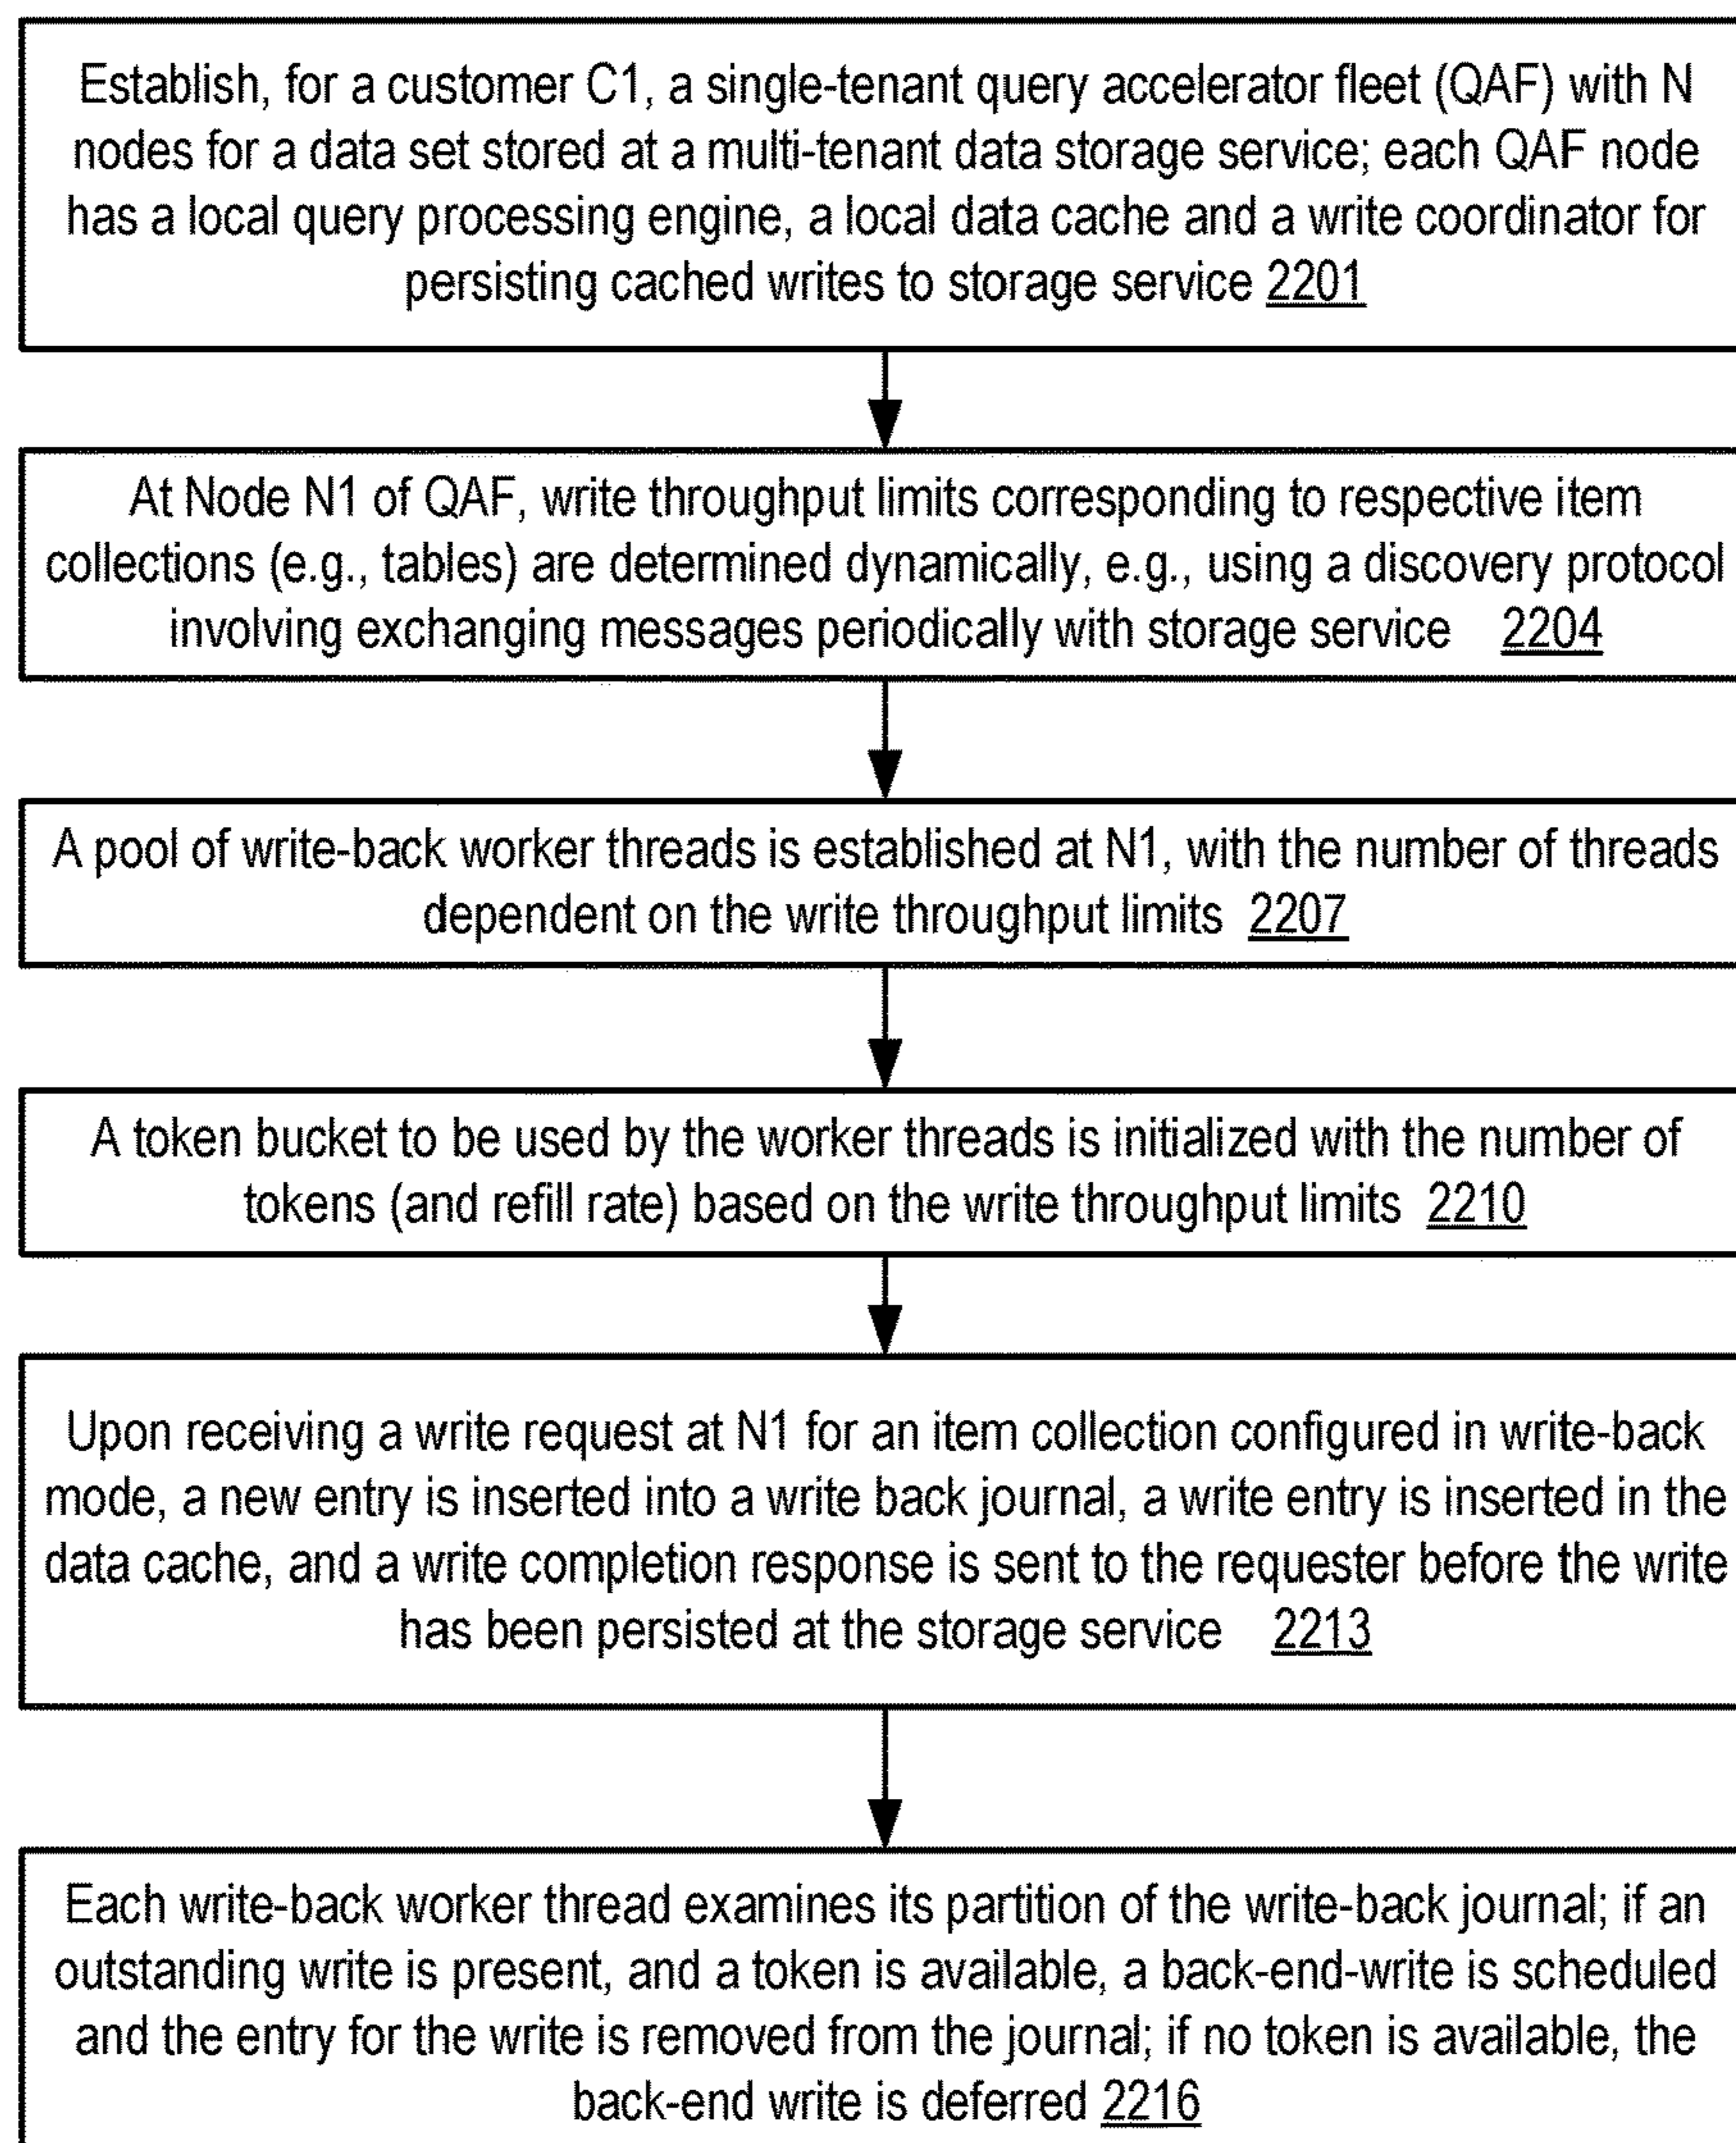 Establish, for a customer C1, a single-tenant query accelerator fleet (QAF) with N
nodes for a data set stored at a multi-tenant data storage service; each QAF node
has a local query processing engine, a local data cache and a write coordinator for
persisting cached writes to storage service 2201
At Node N1 of QAF, write throughput limits corresponding to respective item
collections (e.g., tables) are determined dynamically, e.g., using a discovery protocol
involving exchanging messages periodically with storage service 2204
A pool of write-back worker threads is established at N1, with the number of threads
dependent on the write throughput limits 2207
A token bucket to be used by the worker threads is initialized with the number of
tokens (and refill rate) based on the write throughput limits 2210
Upon receiving a write request at N1 for an item collection configured in write-back
mode, a new entry is inserted into a write back journal, a write entry is inserted in the
data cache, and a write completion response is sent to the requester before the write
has been persisted at the storage service 2213
Each write-back worker thread examines its partition of the write-back journal; if an
outstanding write is present, and a token is available, a back-end-write is scheduled
and the entry for the write is removed from the journal; if no token is available, the
back-end write is deferred 2216